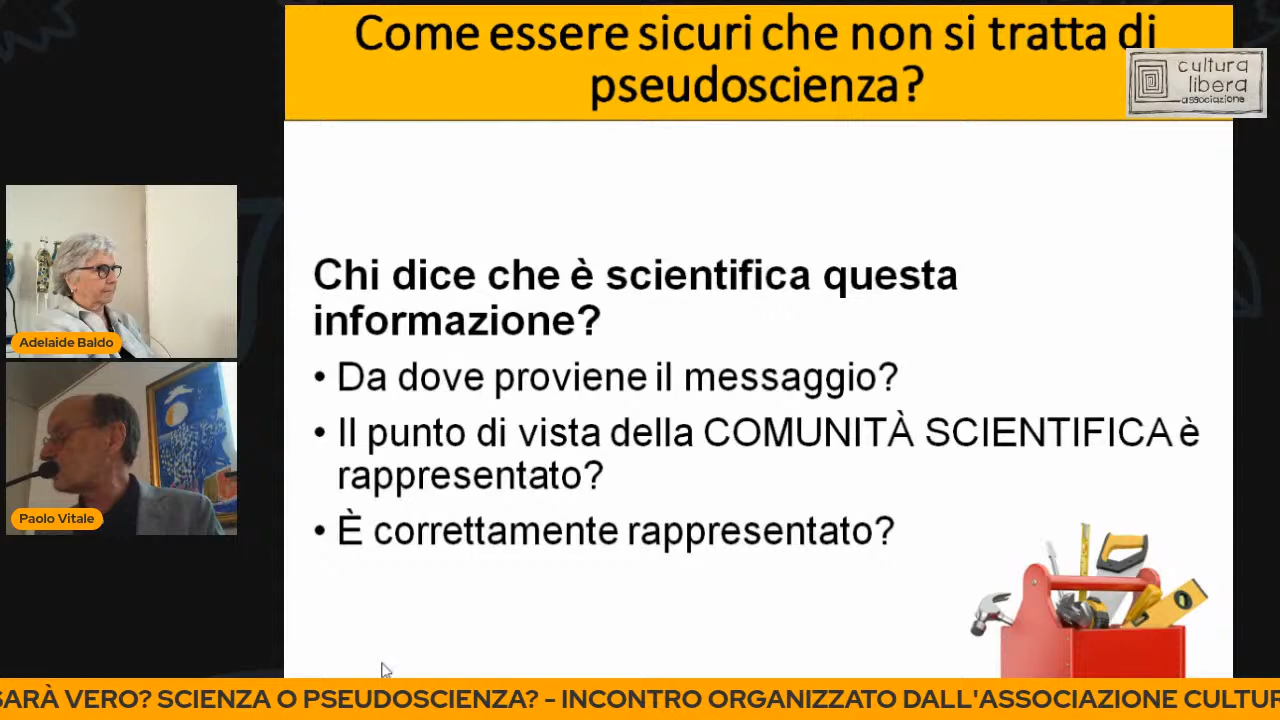 Come essere sicuri che non si tratta di
pseudoscienza?
cultura
libera
associazione
Adelaide Baldo
Paolo Vitale
Chi dice che è scientifica questa
informazione?
• Da dove proviene il messaggio?
• Il punto di vista della COMUNITÀ SCIENTIFICA è
rappresentato?
• È correttamente rappresentato?
SARÀ VERO? SCIENZA O PSEUDOSCIENZA? - INCONTRO ORGANIZZATO DALL'ASSOCIAZIONE CULTUR